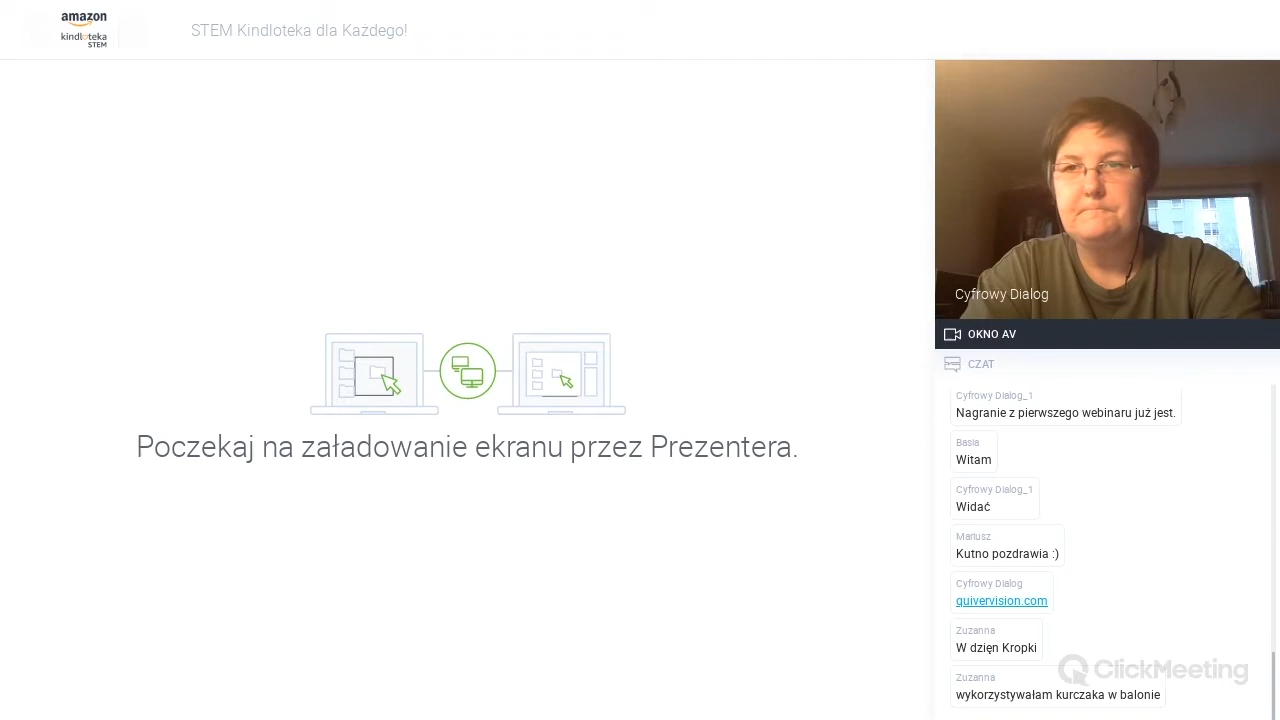 amazon
kindloteka
STEM
STEM Kindloteka dla Każdego!
Cyfrowy Dialog
OKNO AV
CZAT
Cyfrowy Dialog_1
Nagranie z pierwszego webinaru już jest.
Basia
Witam
Cyfrowy Dialog_1
Widać
Mariusz
Kutno pozdrawia :)
Cyfrowy Dialog
quivervision.com
Zuzanna
W dzięn Kropki
Zuzanna
wykorzystywałam kurczaka w balonie
ClickMeeting
Poczekaj na załadowanie ekranu przez Prezentera.